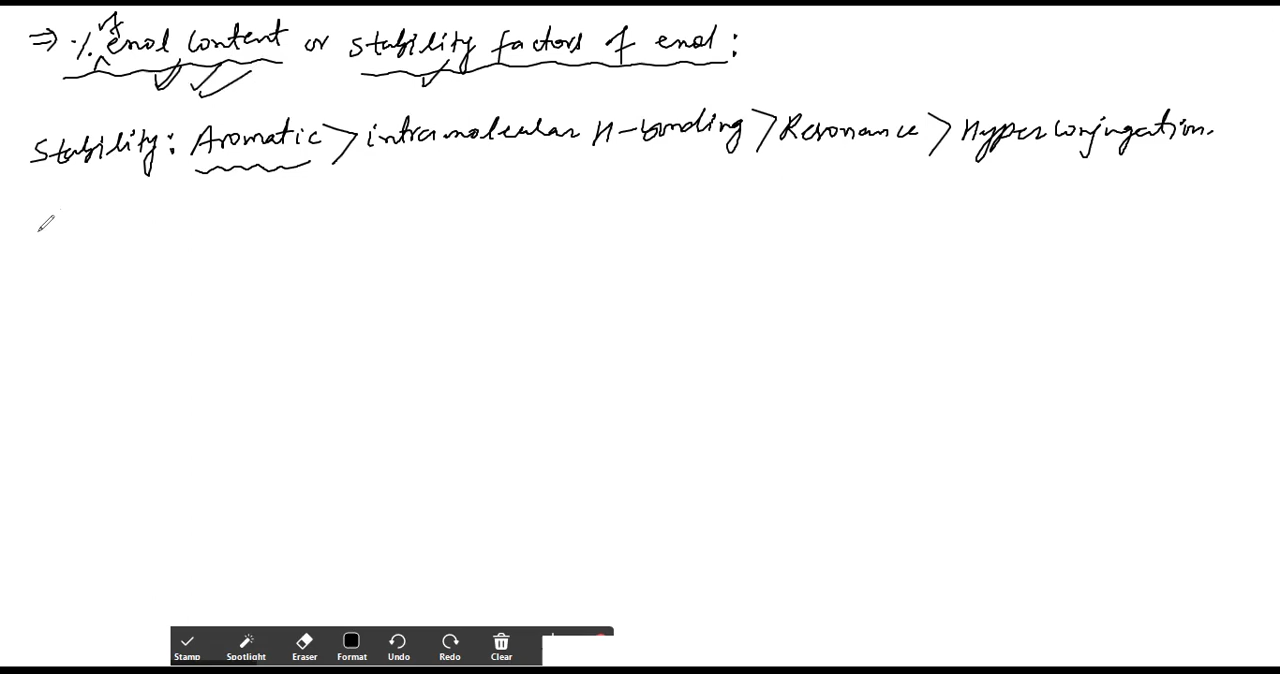 ⇒ ·/. of enol content or stability factors of enol:
Stability: Aromatic > intramolecular H-bonding > Resonance > Hyperconjugation.
Stamp Spotlight Eraser Format Undo Redo Clear